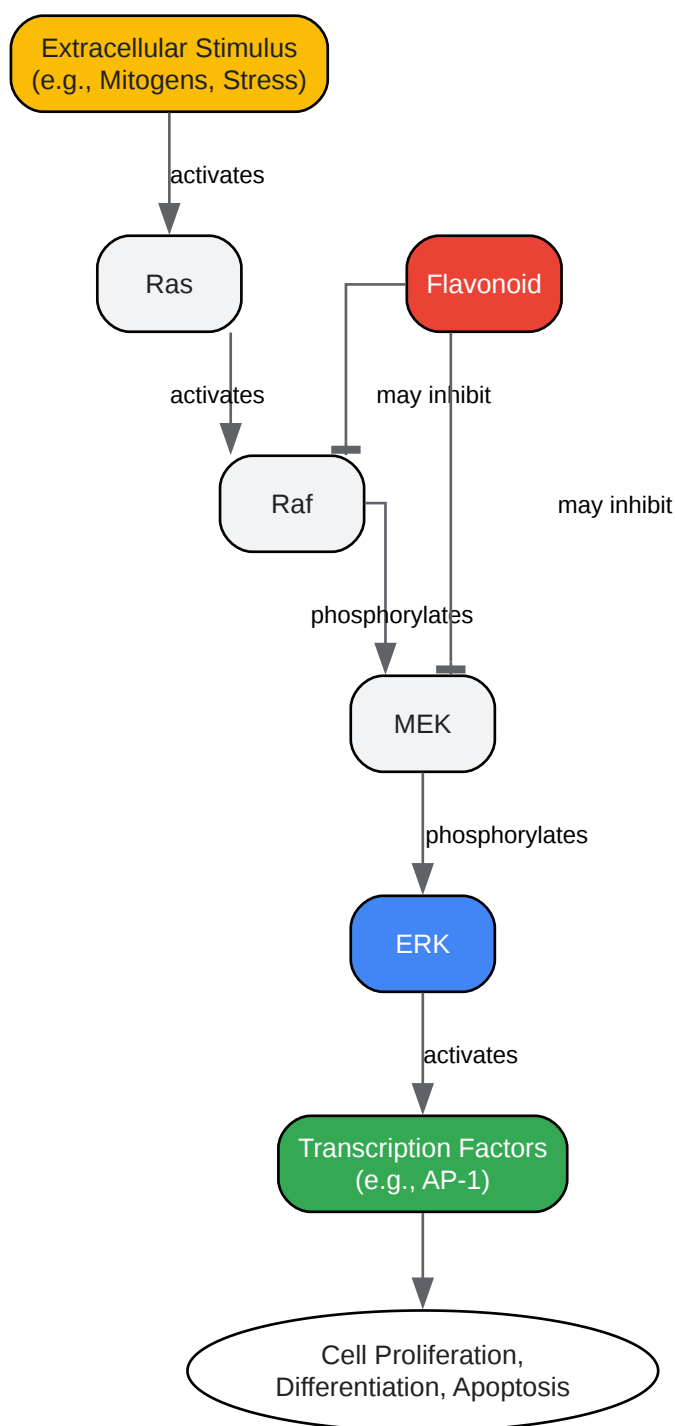 Extracellular Stimulus
(e.g., Mitogens, Stress)
activates
Ras
Flavonoid
activates
may inhibit
Raf
may inhibit
phosphorylates
MEK
phosphorylates
ERK
activates
Transcription Factors
(e.g., AP-1)
Cell Proliferation,
Differentiation, Apoptosis